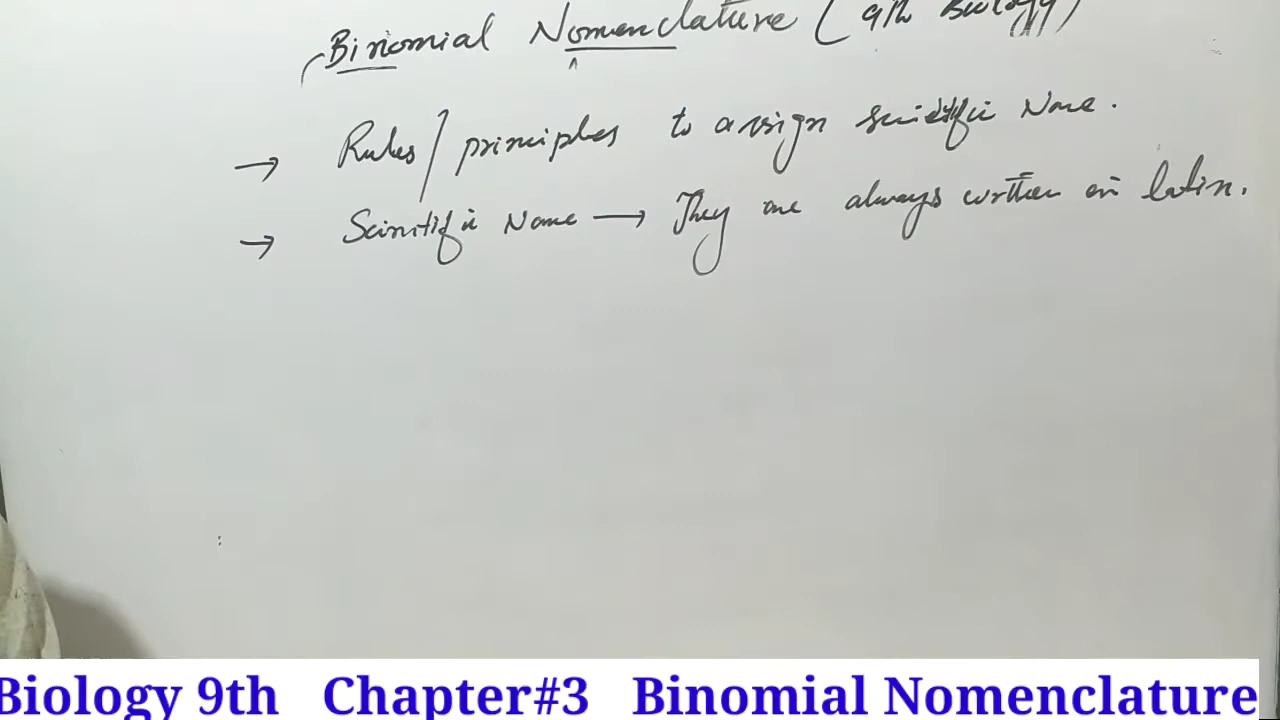 Binomial Nomenclature (9th Biology)
→ Rules / principles to assign scientific Name.
→ Scintific Name → They are always written in latin.
Biology 9th Chapter#3 Binomial Nomenclature